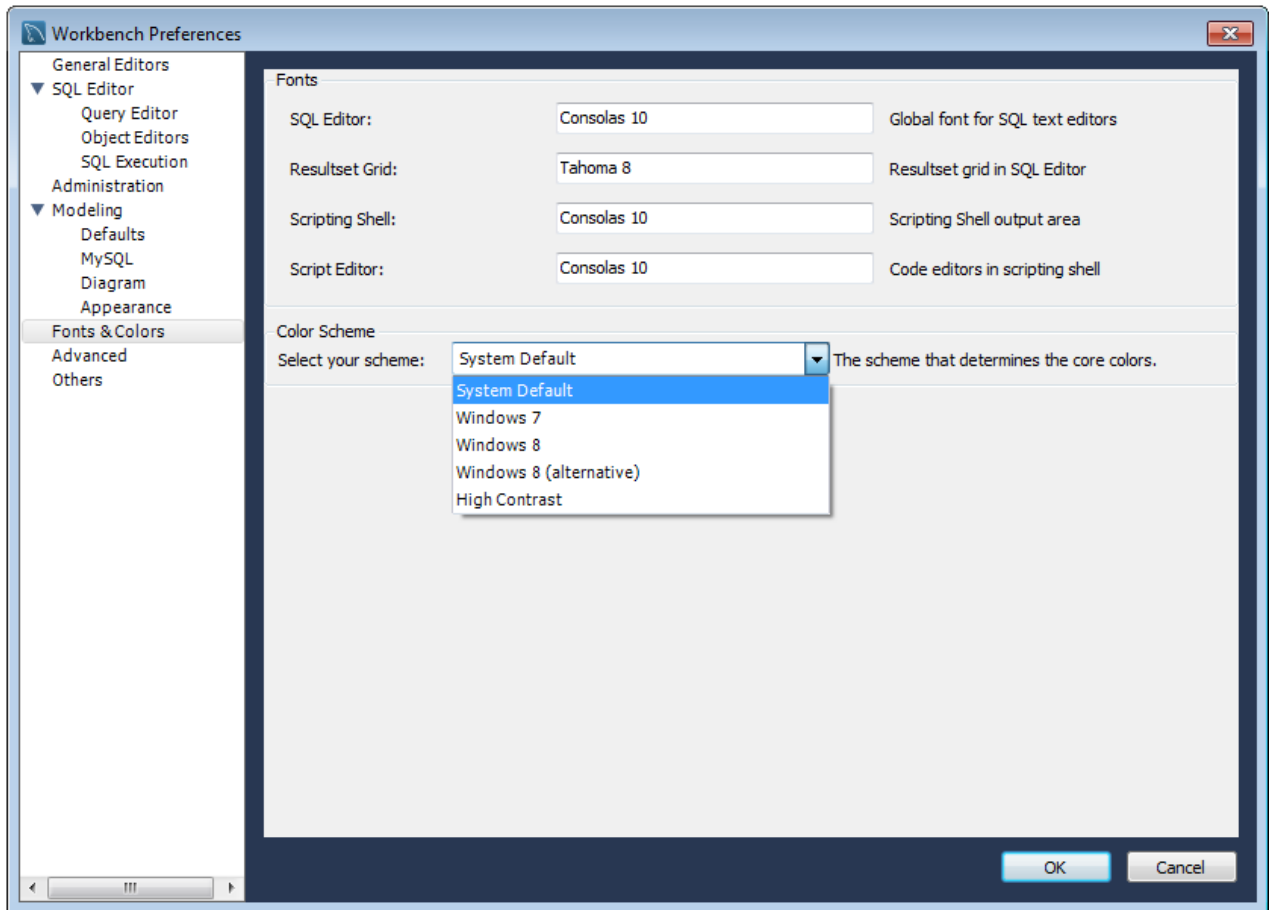 Workbench Preferences
General Editors
SQL Editor
Query Editor
Object Editors
SQL Execution
Administration
Modeling
Defaults
MySQL
Diagram
Appearance
Fonts & Colors
Advanced
Others
Fonts
SQL Editor: Consolas 10 Global font for SQL text editors
Resultset Grid: Tahoma 8 Resultset grid in SQL Editor
Scripting Shell: Consolas 10 Scripting Shell output area
Script Editor: Consolas 10 Code editors in scripting shell
Color Scheme
Select your scheme: System Default The scheme that determines the core colors.
System Default
Windows 7
Windows 8
Windows 8 (alternative)
High Contrast
OK Cancel